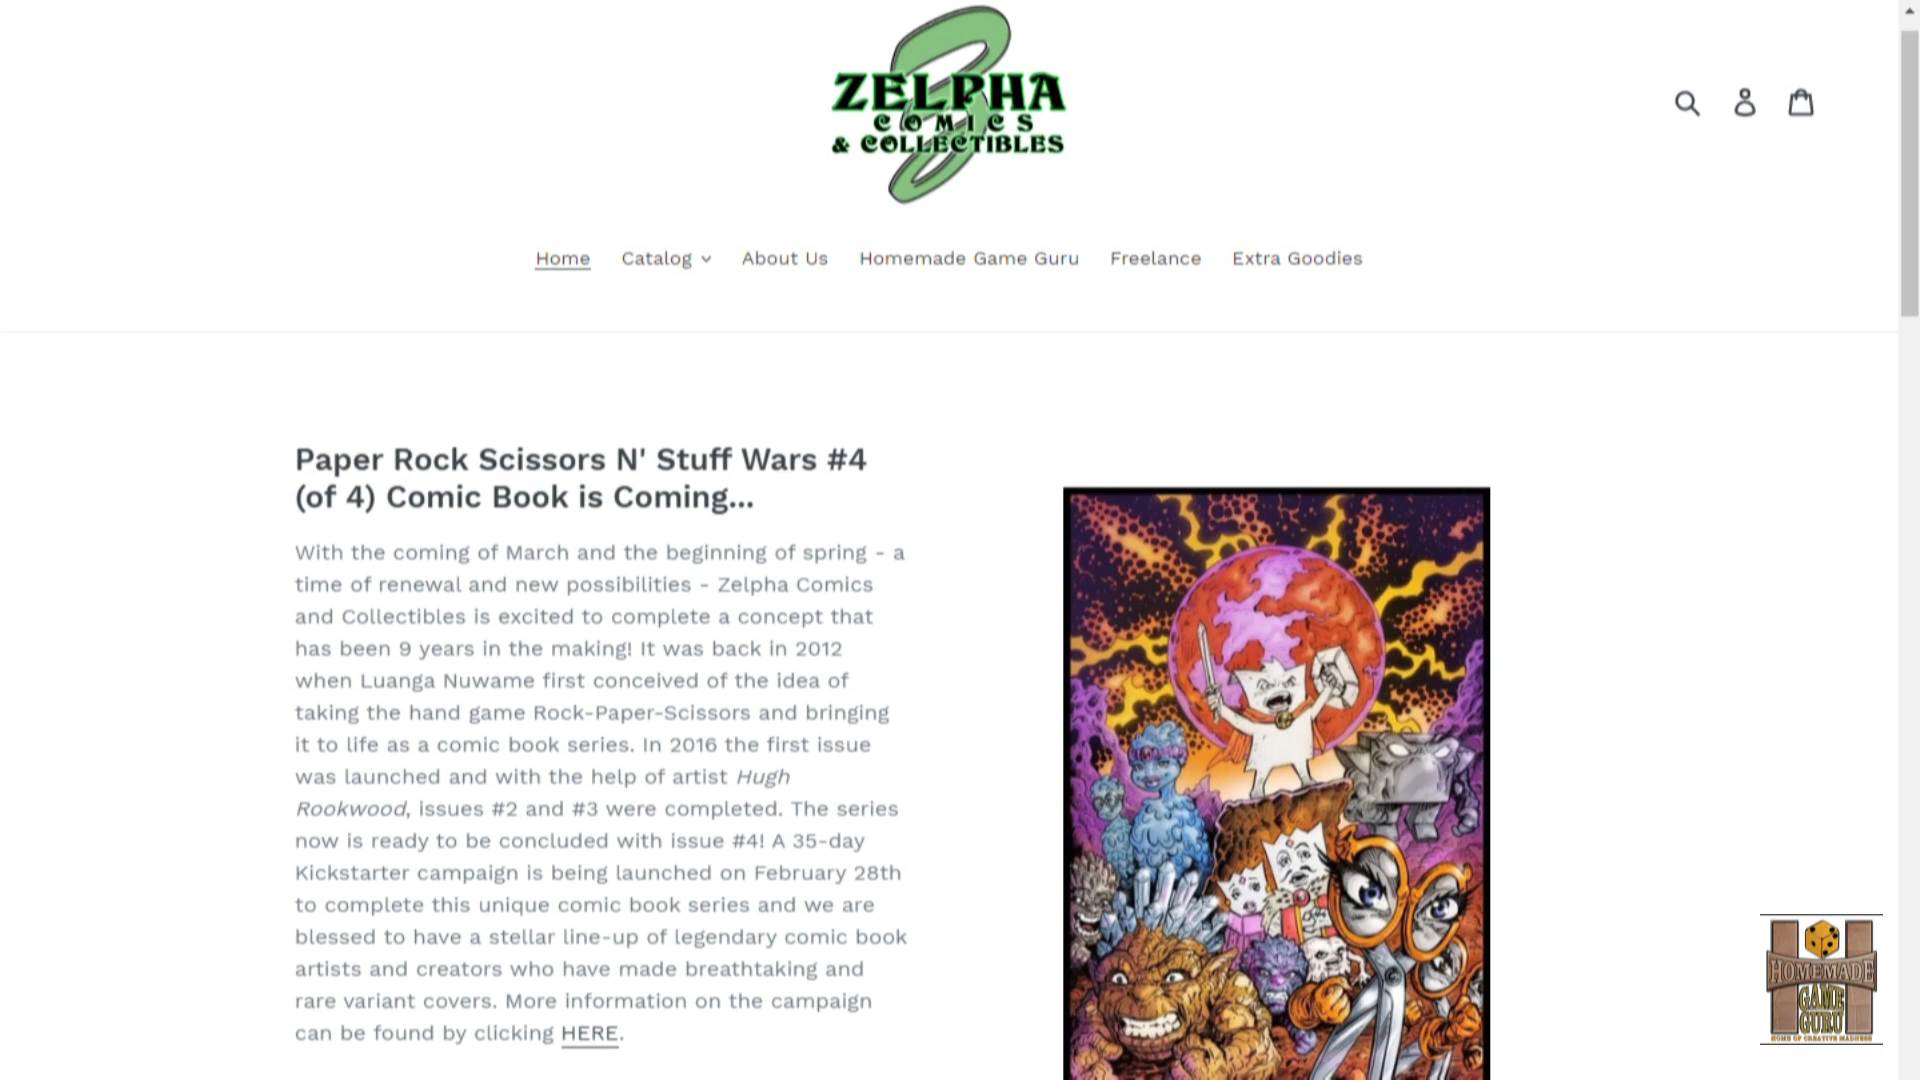 ZELPHA
COMICS
& COLLECTIBLES
Home Catalog About Us Homemade Game Guru Freelance Extra Goodies
Paper Rock Scissors N' Stuff Wars #4
(of 4) Comic Book is Coming...
With the coming of March and the beginning of spring - a
time of renewal and new possibilities - Zelpha Comics
and Collectibles is excited to complete a concept that
has been 9 years in the making! It was back in 2012
when Luanga Nuwame first conceived of the idea of
taking the hand game Rock-Paper-Scissors and bringing
it to life as a comic book series. In 2016 the first issue
was launched and with the help of artist Hugh
Rookwood, issues #2 and #3 were completed. The series
now is ready to be concluded with issue #4! A 35-day
Kickstarter campaign is being launched on February 28th
to complete this unique comic book series and we are
blessed to have a stellar line-up of legendary comic book
artists and creators who have made breathtaking and
rare variant covers. More information on the campaign
can be found by clicking HERE.
HOMEMADE
GAME
GURU
HOME OF CREATIVE MADNESS